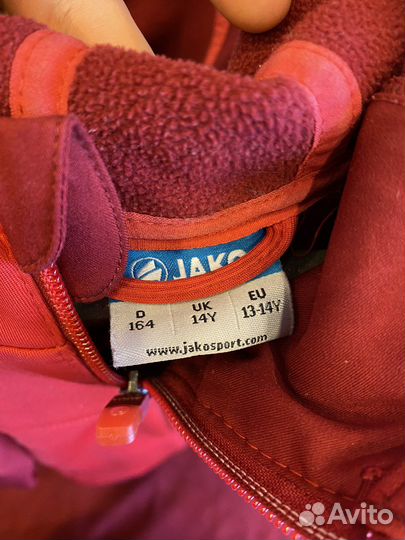 JAKO
D UK EU
164 14Y 13-14Y
www.jakosport.com
Avito